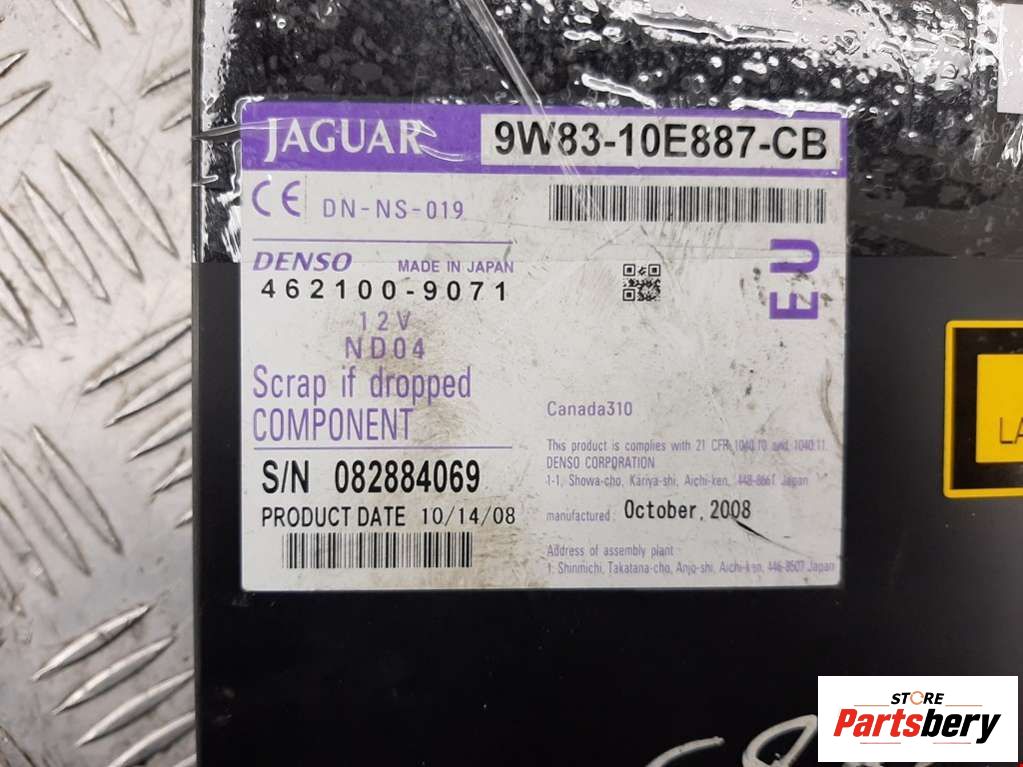 JAGUAR 9W83-10E887-CB
CE DN-NS-019
EU
DENSO MADE IN JAPAN
462100-9071
12V
ND04
Scrap if dropped
COMPONENT
S/N 082884069
PRODUCT DATE 10/14/08
Canada310
This product is complies with 21 CFR 1040.10 and 1040.11.
DENSO CORPORATION
1-1, Showa-cho, Kariya-shi, Aichi-ken, 448-8661 Japan
manufactured: October, 2008
Address of assembly plant :
1, Shinmichi, Takatana-cho, Anjo-shi, Aichi-ken, 446-8507 Japan
LA
STORE
Partsbery